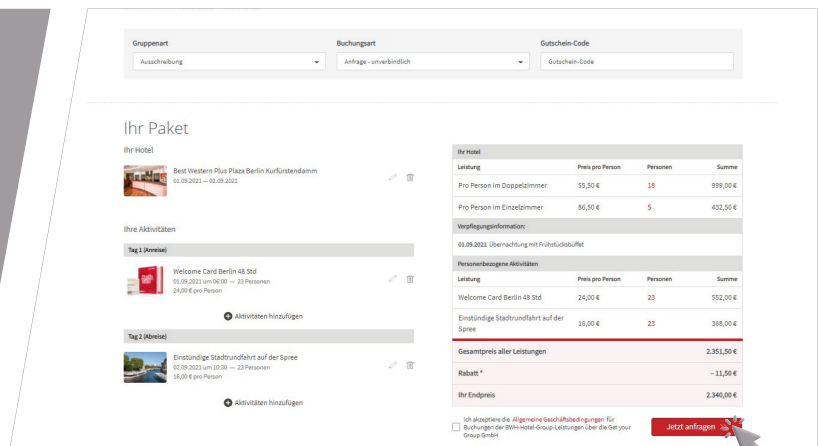 Gruppenart
Buchungsart
Gutschein-Code
Ausschreibung
Anfrage - unverbindlich
Gutschein-Code
Ihr Paket
Ihr Hotel
Best Western Plus Plaza Berlin Kurfürstendamm
01.09.2021 — 02.09.2021
Ihre Aktivitäten
Tag 1 (Anreise)
Welcome Card Berlin 48 Std
01.09.2021 um 06:00 — 23 Personen
24,00 € pro Person
Aktivitäten hinzufügen
Tag 2 (Abreise)
Einstündige Stadtrundfahrt auf der Spree
02.09.2021 um 10:30 — 23 Personen
16,00 € pro Person
Aktivitäten hinzufügen
Ihr Hotel
Leistung Preis pro Person Personen Summe
Pro Person im Doppelzimmer 55,50 € 18 999,00 €
Pro Person im Einzelzimmer 86,50 € 5 432,50 €
Verpflegungsinformation:
01.09.2021 Übernachtung mit Frühstücksbüffet
Personenbezogene Aktivitäten
Leistung Preis pro Person Personen Summe
Welcome Card Berlin 48 Std 24,00 € 23 552,00 €
Einstündige Stadtrundfahrt auf der
Spree 16,00 € 23 368,00 €
Gesamtpreis aller Leistungen 2.351,50 €
Rabatt * – 11,50 €
Ihr Endpreis 2.340,00 €
Ich akzeptiere die Allgemeine Geschäftsbedingungen für
Buchungen der BWH-Hotel-Group-Leistungen über die Get your
Group GmbH
Jetzt anfragen